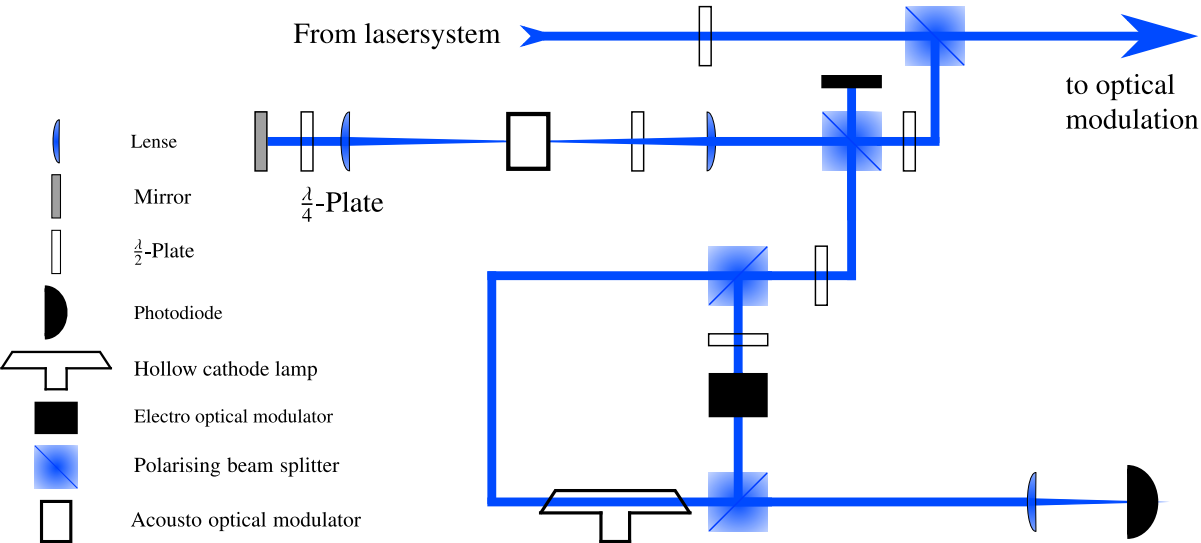 From lasersystem
to optical
modulation
λ/4-Plate
Lense
Mirror
λ/2-Plate
Photodiode
Hollow cathode lamp
Electro optical modulator
Polarising beam splitter
Acousto optical modulator